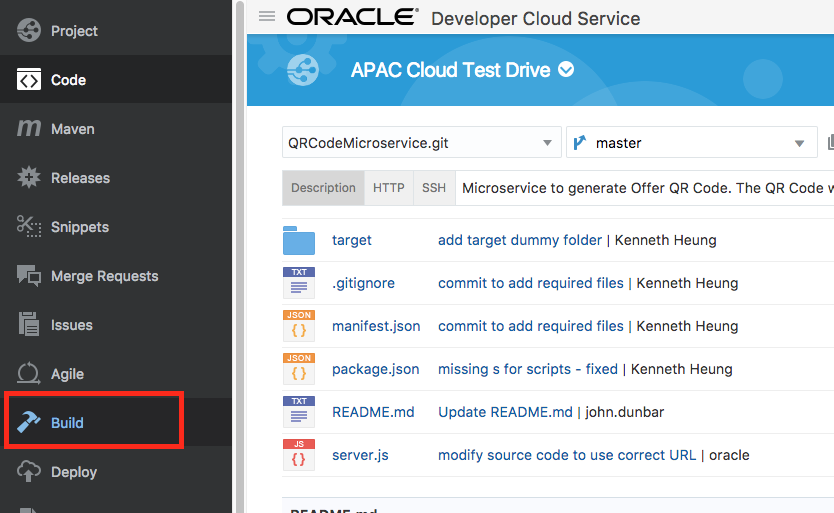 Project
Code
Maven
Releases
Snippets
Merge Requests
Issues
Agile
Build
Deploy
ORACLE® Developer Cloud Service
APAC Cloud Test Drive
QRCodeMicroservice.git master
Description HTTP SSH Microservice to generate Offer QR Code. The QR Code w
target add target dummy folder | Kenneth Heung
TXT .gitignore commit to add required files | Kenneth Heung
JSON { } manifest.json commit to add required files | Kenneth Heung
JSON { } package.json missing s for scripts - fixed | Kenneth Heung
TXT README.md Update README.md | john.dunbar
JS { } server.js modify source code to use correct URL | oracle
README.md